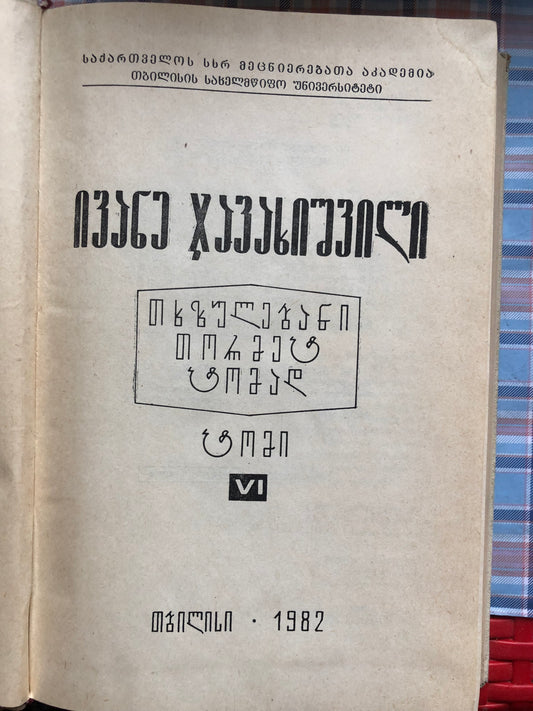 საქართველოს სსრ მეცნიერებათა აკადემია
თბილისის სახელმწიფო უნივერსიტეტი
ივანე ჯავახიშვილი
თხზულებანი
თორმეტ
ტომად
ტომი
VI
თბილისი · 1982